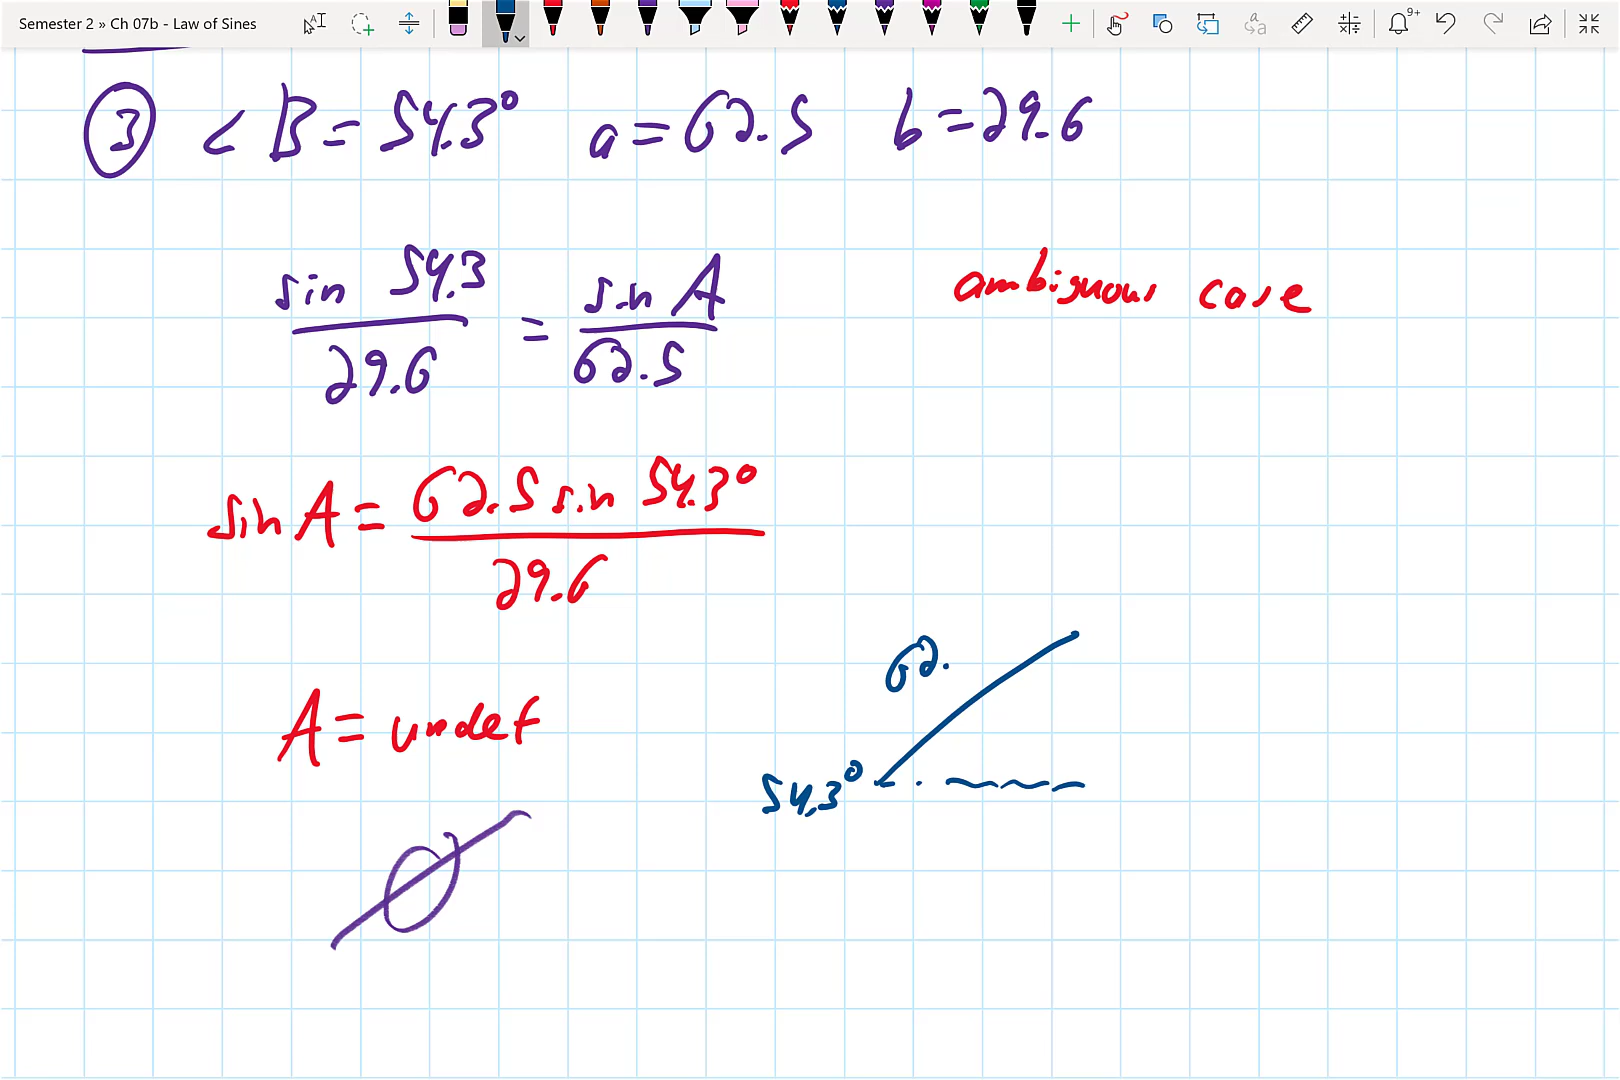 Semester 2 » Ch 07b - Law of Sines
9+
③ < B = 54.3° a = 62.5 b = 29.6
sin 54.3 / 29.6 = sin A / 62.5
ambiguous case
sin A = 62.5 sin 54.3° / 29.6
62.
A = undef
54.3°
∅